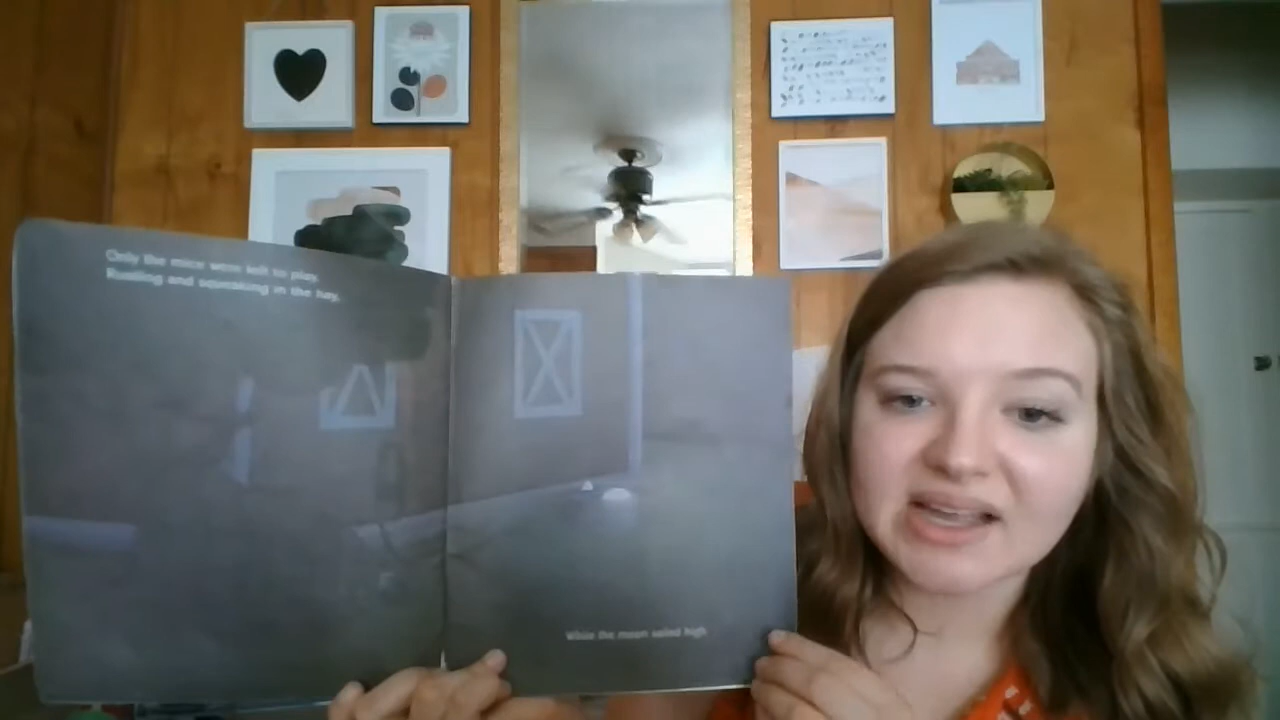 Only the mice were left to play,
Rustling and squeaking in the hay,
While the moon sailed high